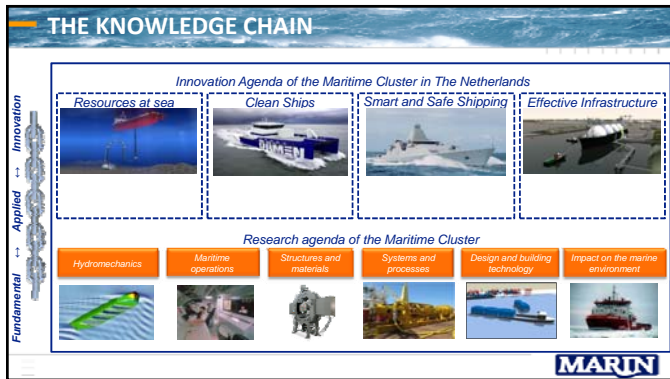 THE KNOWLEDGE CHAIN
Innovation Agenda of the Maritime Cluster in The Netherlands
Resources at sea
Clean Ships
Smart and Safe Shipping
Effective Infrastructure
DAMEN
Fundamental ↔ Applied ↔ Innovation
Research agenda of the Maritime Cluster
Hydromechanics
Maritime
operations
Structures and
materials
Systems and
processes
Design and building
technology
Impact on the marine
environment
MARIN